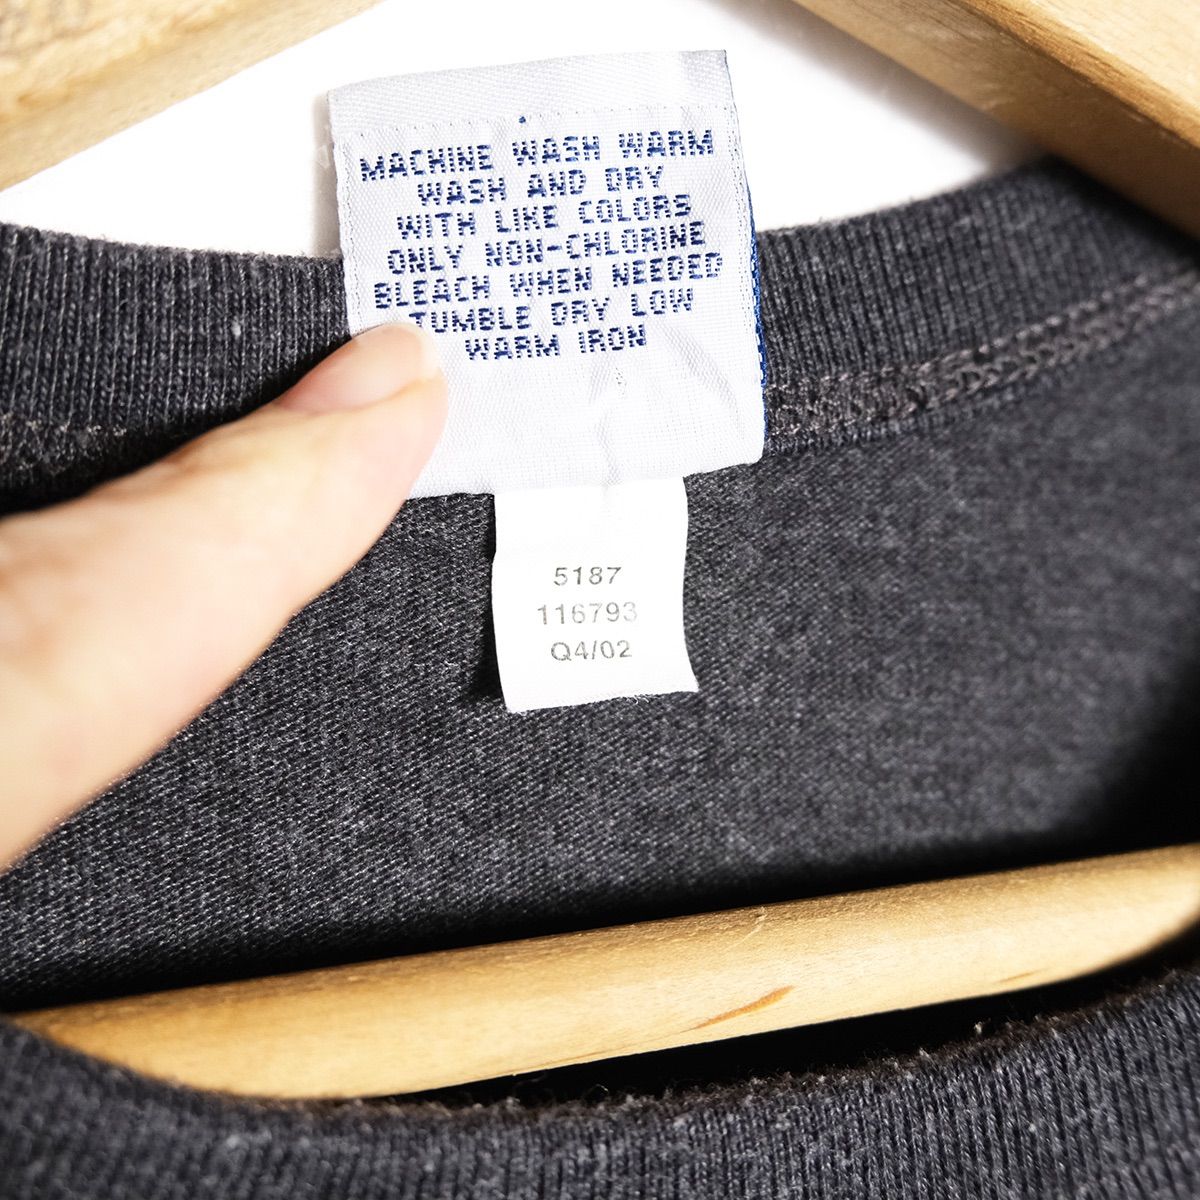 MACHINE WASH WARM
WASH AND DRY
WITH LIKE COLORS
ONLY NON-CHLORINE
BLEACH WHEN NEEDED
TUMBLE DRY LOW
WARM IRON
5187
116793
Q4/02